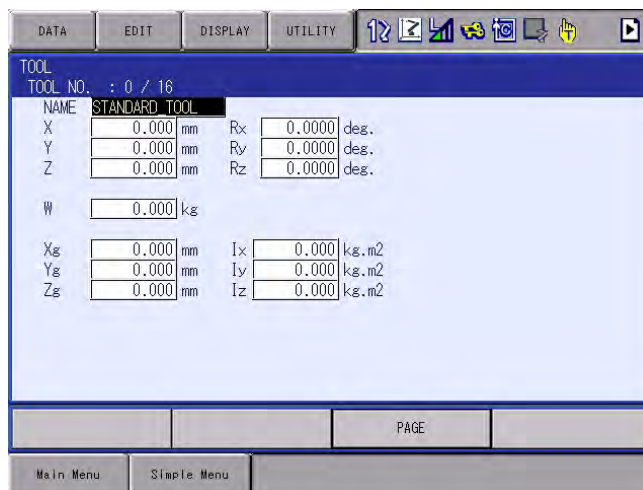 DATA EDIT DISPLAY UTILITY
TOOL
TOOL NO. : 0 / 16
NAME STANDARD_TOOL
X 0.000 mm Rx 0.0000 deg.
Y 0.000 mm Ry 0.0000 deg.
Z 0.000 mm Rz 0.0000 deg.
W 0.000 kg
Xg 0.000 mm Ix 0.000 kg.m2
Yg 0.000 mm Iy 0.000 kg.m2
Zg 0.000 mm Iz 0.000 kg.m2
PAGE
Main Menu Simple Menu